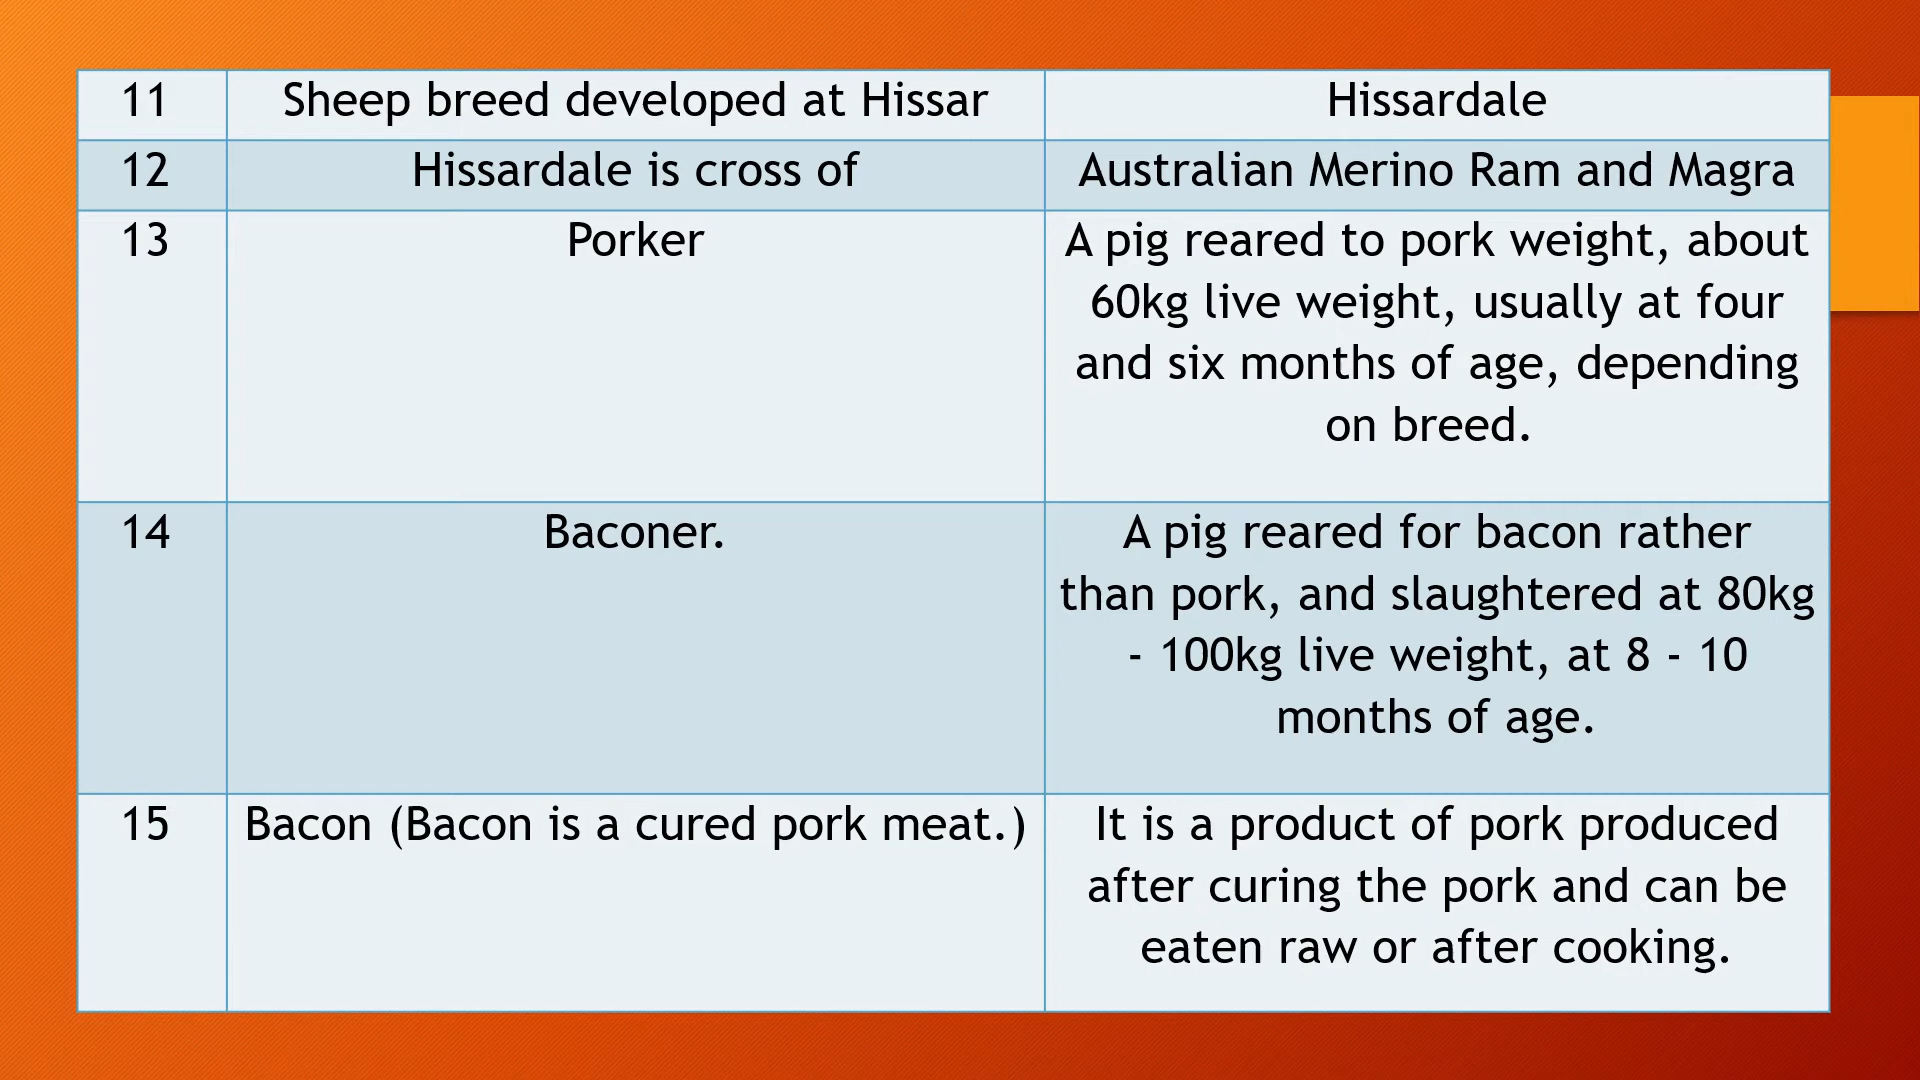 11 Sheep breed developed at Hissar Hissardale
12 Hissardale is cross of Australian Merino Ram and Magra
13 Porker A pig reared to pork weight, about
60kg live weight, usually at four
and six months of age, depending
on breed.
14 Baconer. A pig reared for bacon rather
than pork, and slaughtered at 80kg
- 100kg live weight, at 8 - 10
months of age.
15 Bacon (Bacon is a cured pork meat.) It is a product of pork produced
after curing the pork and can be
eaten raw or after cooking.